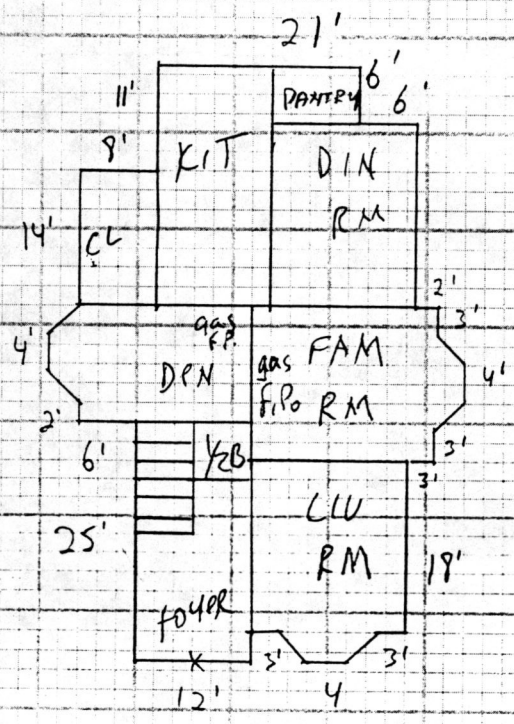 21'
6'
11'
PANTRY
6'
8'
KIT
DIN
RM
14'
CL
2'
3'
gas
F.P.
4'
FAM
gas
4'
DEN
F.P.
RM
2'
3'
6'
1/2B
3'
LIV
25'
RM
18'
FOYER
3'
3'
12'
4